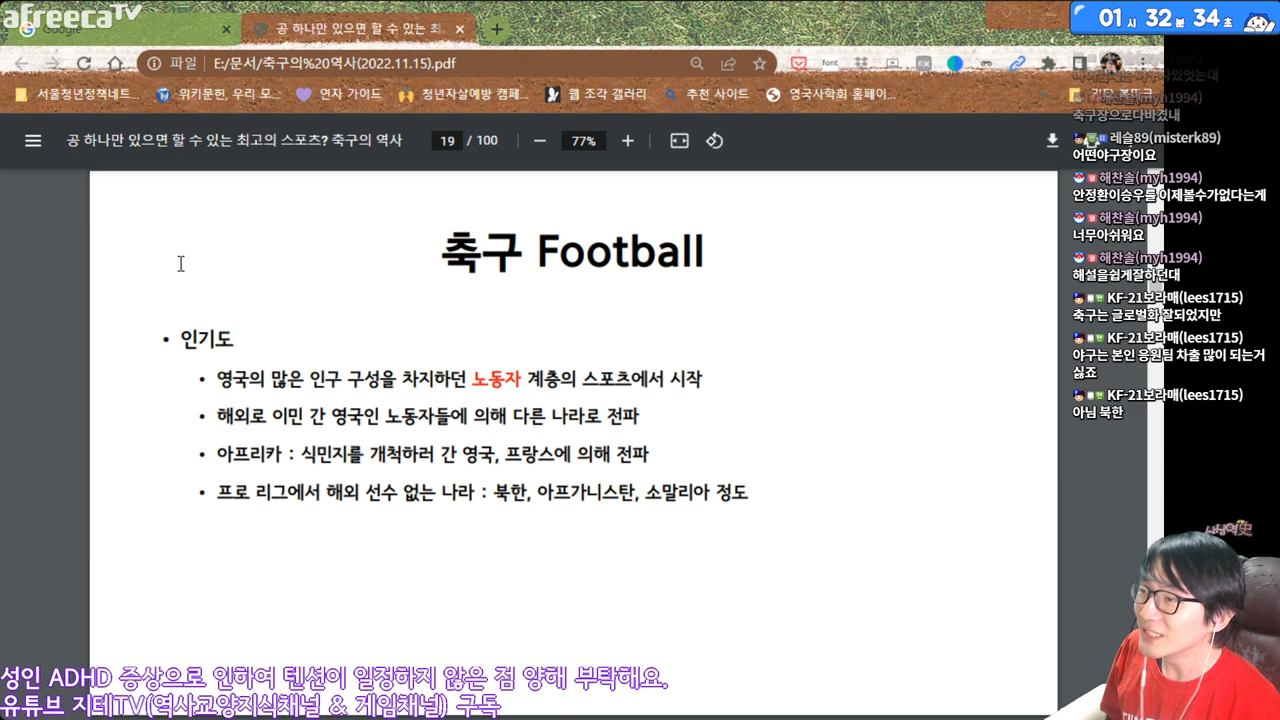 afreecaTV
Google
공 하나만 있으면 할 수 있는 최
01시 32분 34초
파일
E:/문서/축구의%20역사(2022.11.15).pdf
font
서울청년정책네트...
위키문헌, 우리 모...
연자 가이드
청년자살예방 캠페...
웹 조각 갤러리
추천 사이트
영국사학회 홈페이...
공 하나만 있으면 할 수 있는 최고의 스포츠? 축구의 역사
19 / 100
77%
축구 Football
• 인기도
• 영국의 많은 인구 구성을 차지하던 노동자 계층의 스포츠에서 시작
• 해외로 이민 간 영국인 노동자들에 의해 다른 나라로 전파
• 아프리카 : 식민지를 개척하러 간 영국, 프랑스에 의해 전파
• 프로 리그에서 해외 선수 없는 나라 : 북한, 아프가니스탄, 소말리아 정도
해찬솔(myh1994)
축구장으로다바꼈내
레슬89(misterk89)
어떤야구장이요
해찬솔(myh1994)
안정환이승우를 이제볼수가없다는게
해찬솔(myh1994)
너무아쉬워요
해찬솔(myh1994)
해설을쉽게잘하던대
KF-21보라매(lees1715)
축구는 글로벌화 잘되었지만
KF-21보라매(lees1715)
야구는 본인 응원팀 차출 많이 되는거
싫죠
KF-21보라매(lees1715)
아님 북한
성인 ADHD 증상으로 인하여 텐션이 일정하지 않은 점 양해 부탁해요.
유튜브 지테TV(역사교양지식채널 & 게임채널) 구독